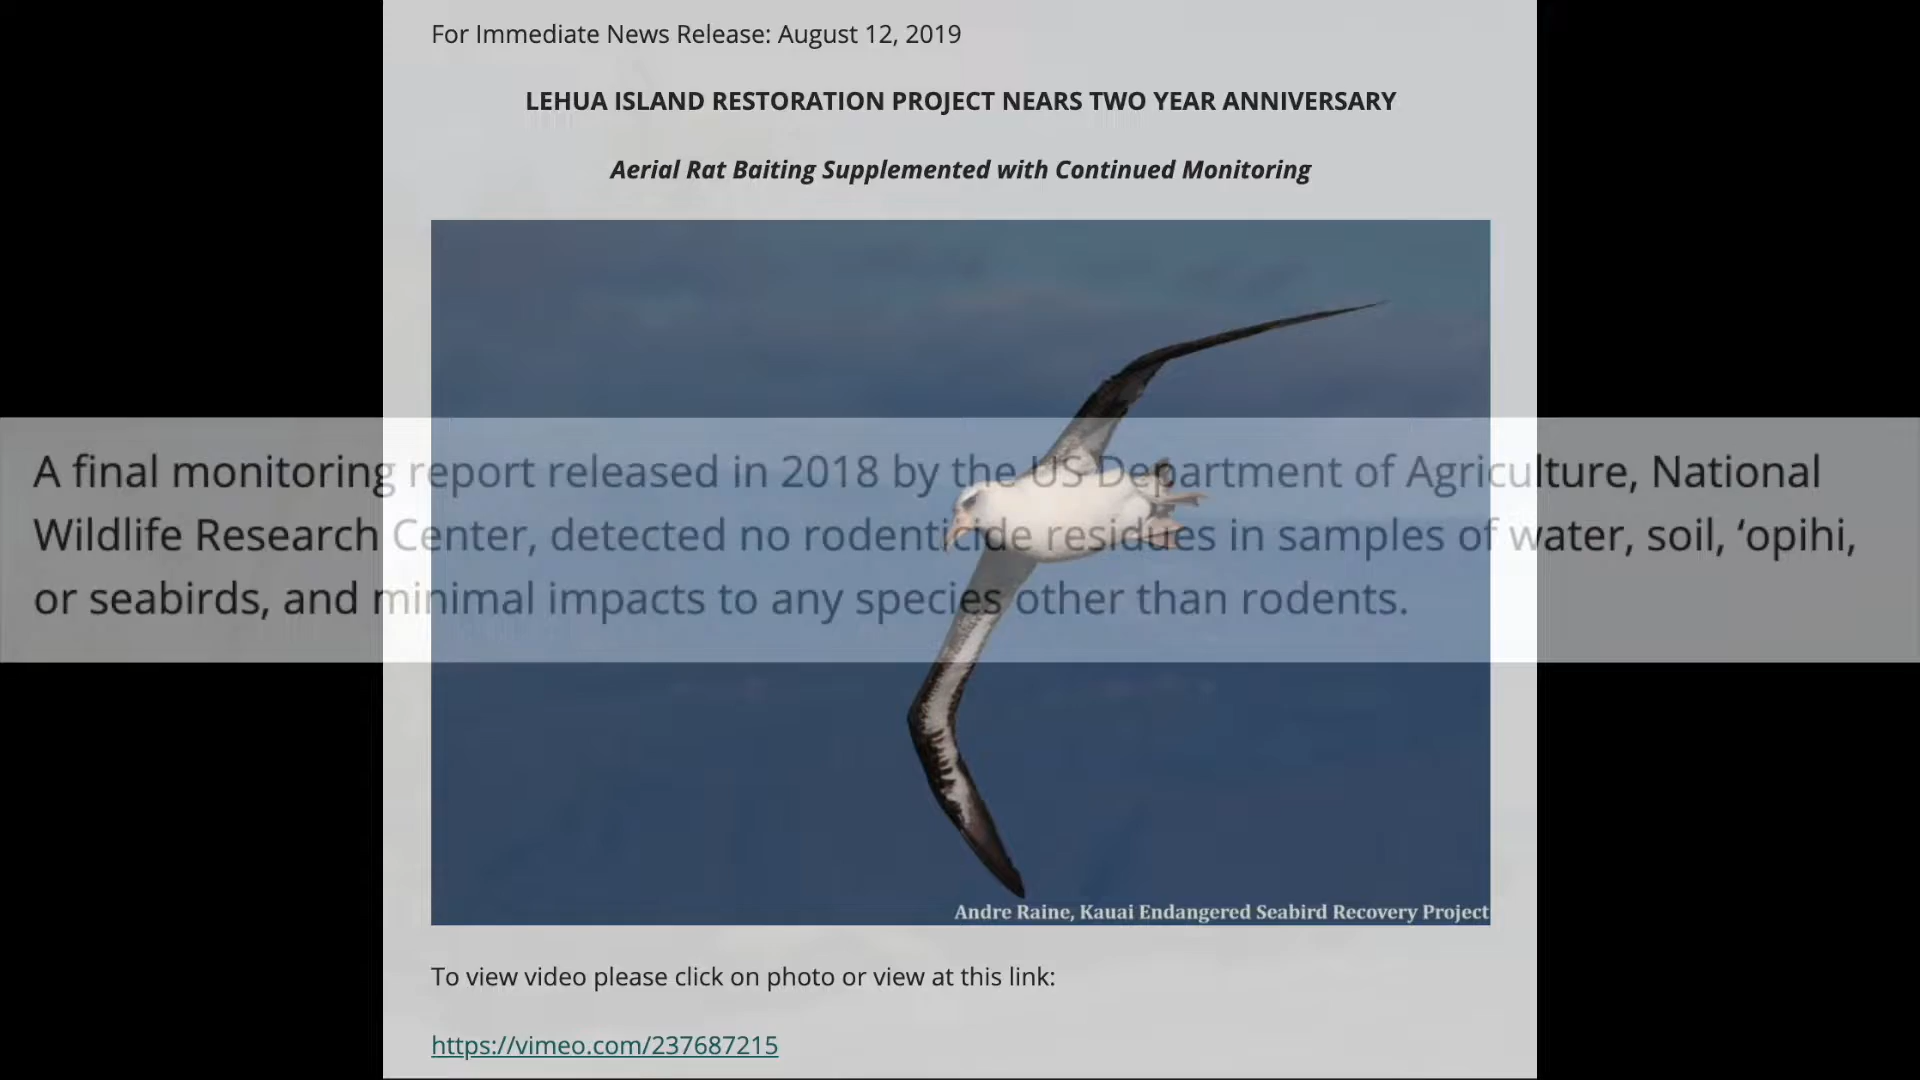 For Immediate News Release: August 12, 2019
LEHUA ISLAND RESTORATION PROJECT NEARS TWO YEAR ANNIVERSARY
Aerial Rat Baiting Supplemented with Continued Monitoring
A final monitoring report released in 2018 by the US Department of Agriculture, National
Wildlife Research Center, detected no rodenticide residues in samples of water, soil, ‘opihi,
or seabirds, and minimal impacts to any species other than rodents.
Andre Raine, Kauai Endangered Seabird Recovery Project
To view video please click on photo or view at this link:
https://vimeo.com/237687215